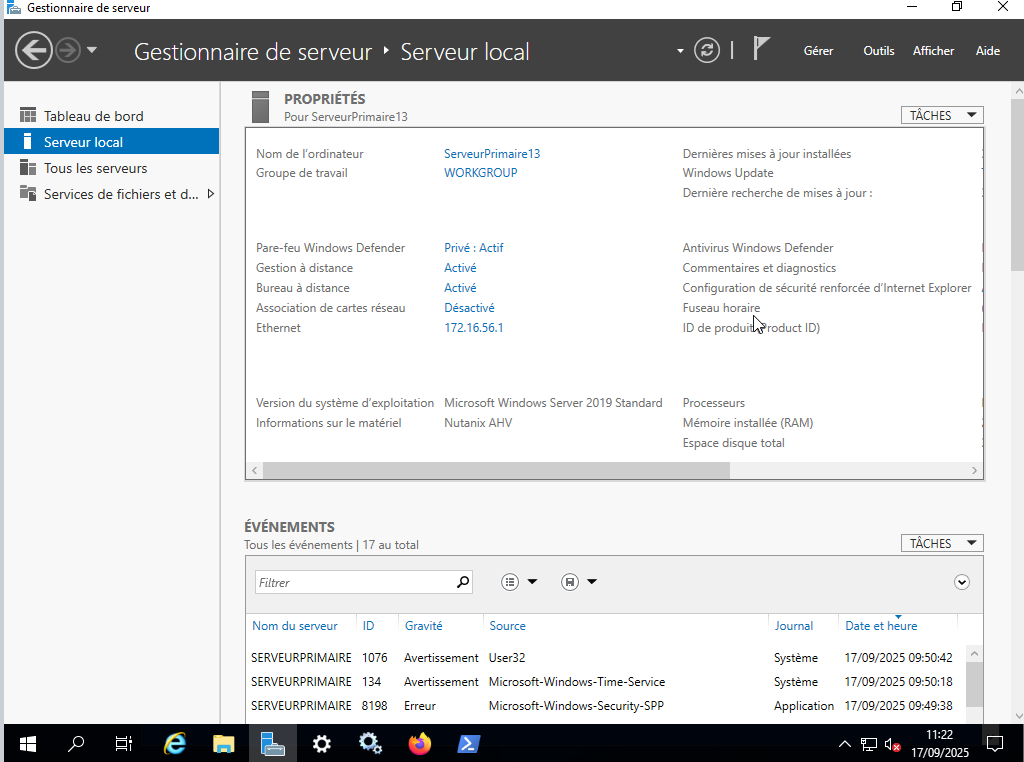 Gestionnaire de serveur
Gestionnaire de serveur ‣ Serveur local
Gérer Outils Afficher Aide
Tableau de bord
Serveur local
Tous les serveurs
Services de fichiers et d...
PROPRIÉTÉS
Pour ServeurPrimaire13
TÂCHES
Nom de l'ordinateur ServeurPrimaire13 Dernières mises à jour installées
Groupe de travail WORKGROUP Windows Update
Dernière recherche de mises à jour :
Pare-feu Windows Defender Privé : Actif Antivirus Windows Defender
Gestion à distance Activé Commentaires et diagnostics
Bureau à distance Activé Configuration de sécurité renforcée d'Internet Explorer
Association de cartes réseau Désactivé Fuseau horaire
Ethernet 172.16.56.1 ID de produit (Product ID)
Version du système d'exploitation Microsoft Windows Server 2019 Standard Processeurs
Informations sur le matériel Nutanix AHV Mémoire installée (RAM)
Espace disque total
ÉVÉNEMENTS
Tous les événements | 17 au total
TÂCHES
Filtrer
Nom du serveur ID Gravité Source Journal Date et heure
SERVEURPRIMAIRE 1076 Avertissement User32 Système 17/09/2025 09:50:42
SERVEURPRIMAIRE 134 Avertissement Microsoft-Windows-Time-Service Système 17/09/2025 09:50:18
SERVEURPRIMAIRE 8198 Erreur Microsoft-Windows-Security-SPP Application 17/09/2025 09:49:38
11:22
17/09/2025